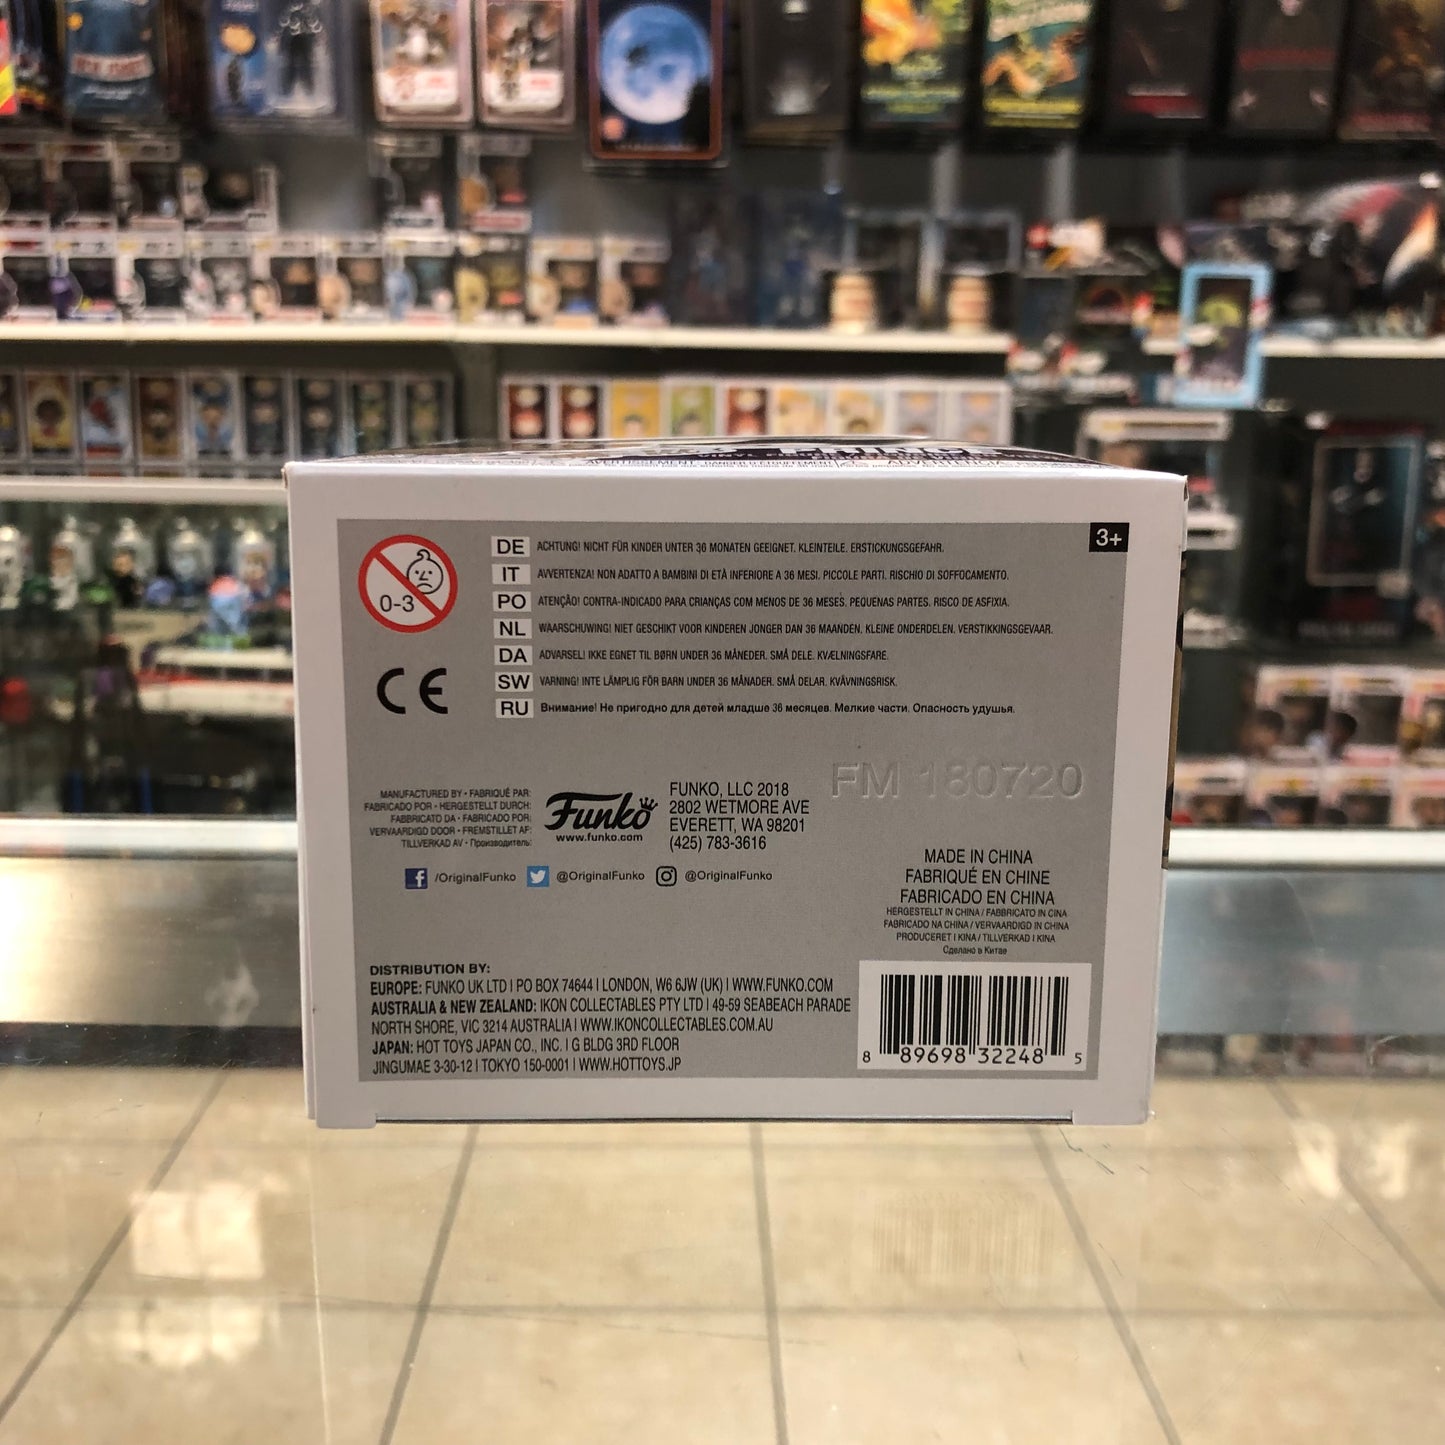 3+
0-3
DE ACHTUNG! NICHT FÜR KINDER UNTER 36 MONATEN GEEIGNET. KLEINTEILE. ERSTICKUNGSGEFAHR.
IT AVVERTENZA! NON ADATTO A BAMBINI DI ETÀ INFERIORE A 36 MESI. PICCOLE PARTI. RISCHIO DI SOFFOCAMENTO.
PO ATENÇÂO! CONTRA-INDICADO PARA CRIANÇAS COM MENOS DE 36 MESES. PEQUENAS PARTES. RISCO DE ASFIXIA.
NL WAARSCHUWING! NIET GESCHIKT VOOR KINDEREN JONGER DAN 36 MAANDEN. KLEINE ONDERDELEN. VERSTIKKINGSGEVAAR.
DA ADVARSEL! IKKE EGNET TIL BØRN UNDER 36 MÅNEDER. SMÅ DELE. KVÆLNINGSFARE.
SW VARNING! INTE LÄMPLIG FÖR BARN UNDER 36 MÅNADER. SMÅ DELAR. KVÄVNINGSRISK.
RU Внимание! Не пригодно для детей младше 36 месяцев. Мелкие части. Опасность удушья.
CE
FM 180720
MANUFACTURED BY • FABRIQUÉ PAR:
FABRICADO POR • HERGESTELLT DURCH:
FABBRICATO DA • FABRICADO POR:
VERVAARDIGD DOOR • FREMSTILLET AF:
TILLVERKAD AV • Производитель:
Funko
www.funko.com
FUNKO, LLC 2018
2802 WETMORE AVE
EVERETT, WA 98201
(425) 783-3616
/OriginalFunko @OriginalFunko @OriginalFunko
MADE IN CHINA
FABRIQUÉ EN CHINE
FABRICADO EN CHINA
HERGESTELLT IN CHINA / FABBRICATO IN CINA
FABRICADO NA CHINA / VERVAARDIGD IN CHINA
PRODUCERET I KINA / TILLVERKAD I KINA
Сделано в Китае
DISTRIBUTION BY:
EUROPE: FUNKO UK LTD | PO BOX 74644 | LONDON, W6 6JW (UK) | WWW.FUNKO.COM
AUSTRALIA & NEW ZEALAND: IKON COLLECTABLES PTY LTD | 49-59 SEABEACH PARADE
NORTH SHORE, VIC 3214 AUSTRALIA | WWW.IKONCOLLECTABLES.COM.AU
JAPAN: HOT TOYS JAPAN CO., INC. | G BLDG 3RD FLOOR
JINGUMAE 3-30-12 | TOKYO 150-0001 | WWW.HOTTOYS.JP
8 89698 32248 5